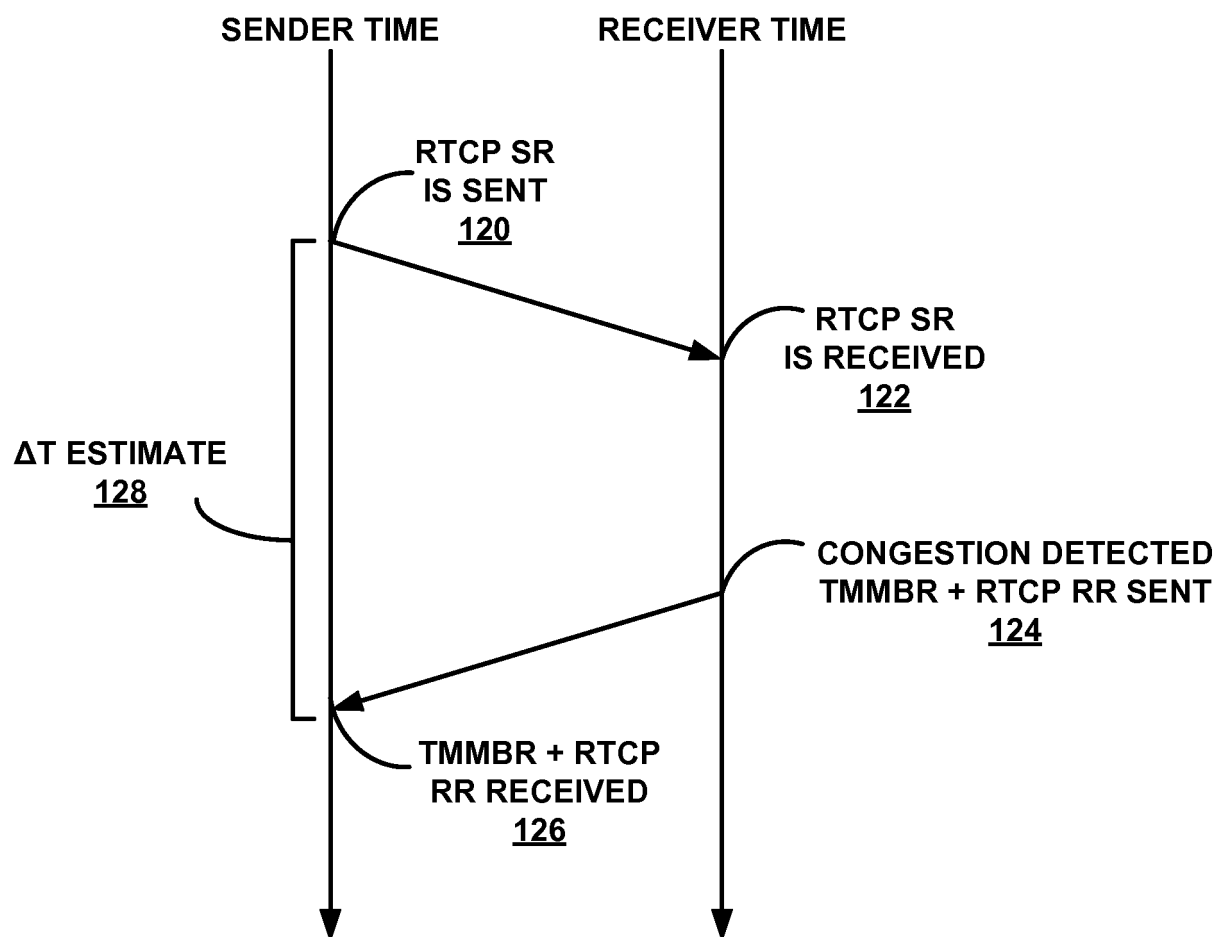 SENDER TIME
RECEIVER TIME
RTCP SR
IS SENT
120
RTCP SR
IS RECEIVED
122
ΔT ESTIMATE
128
CONGESTION DETECTED
TMMBR + RTCP RR SENT
124
TMMBR + RTCP
RR RECEIVED
126